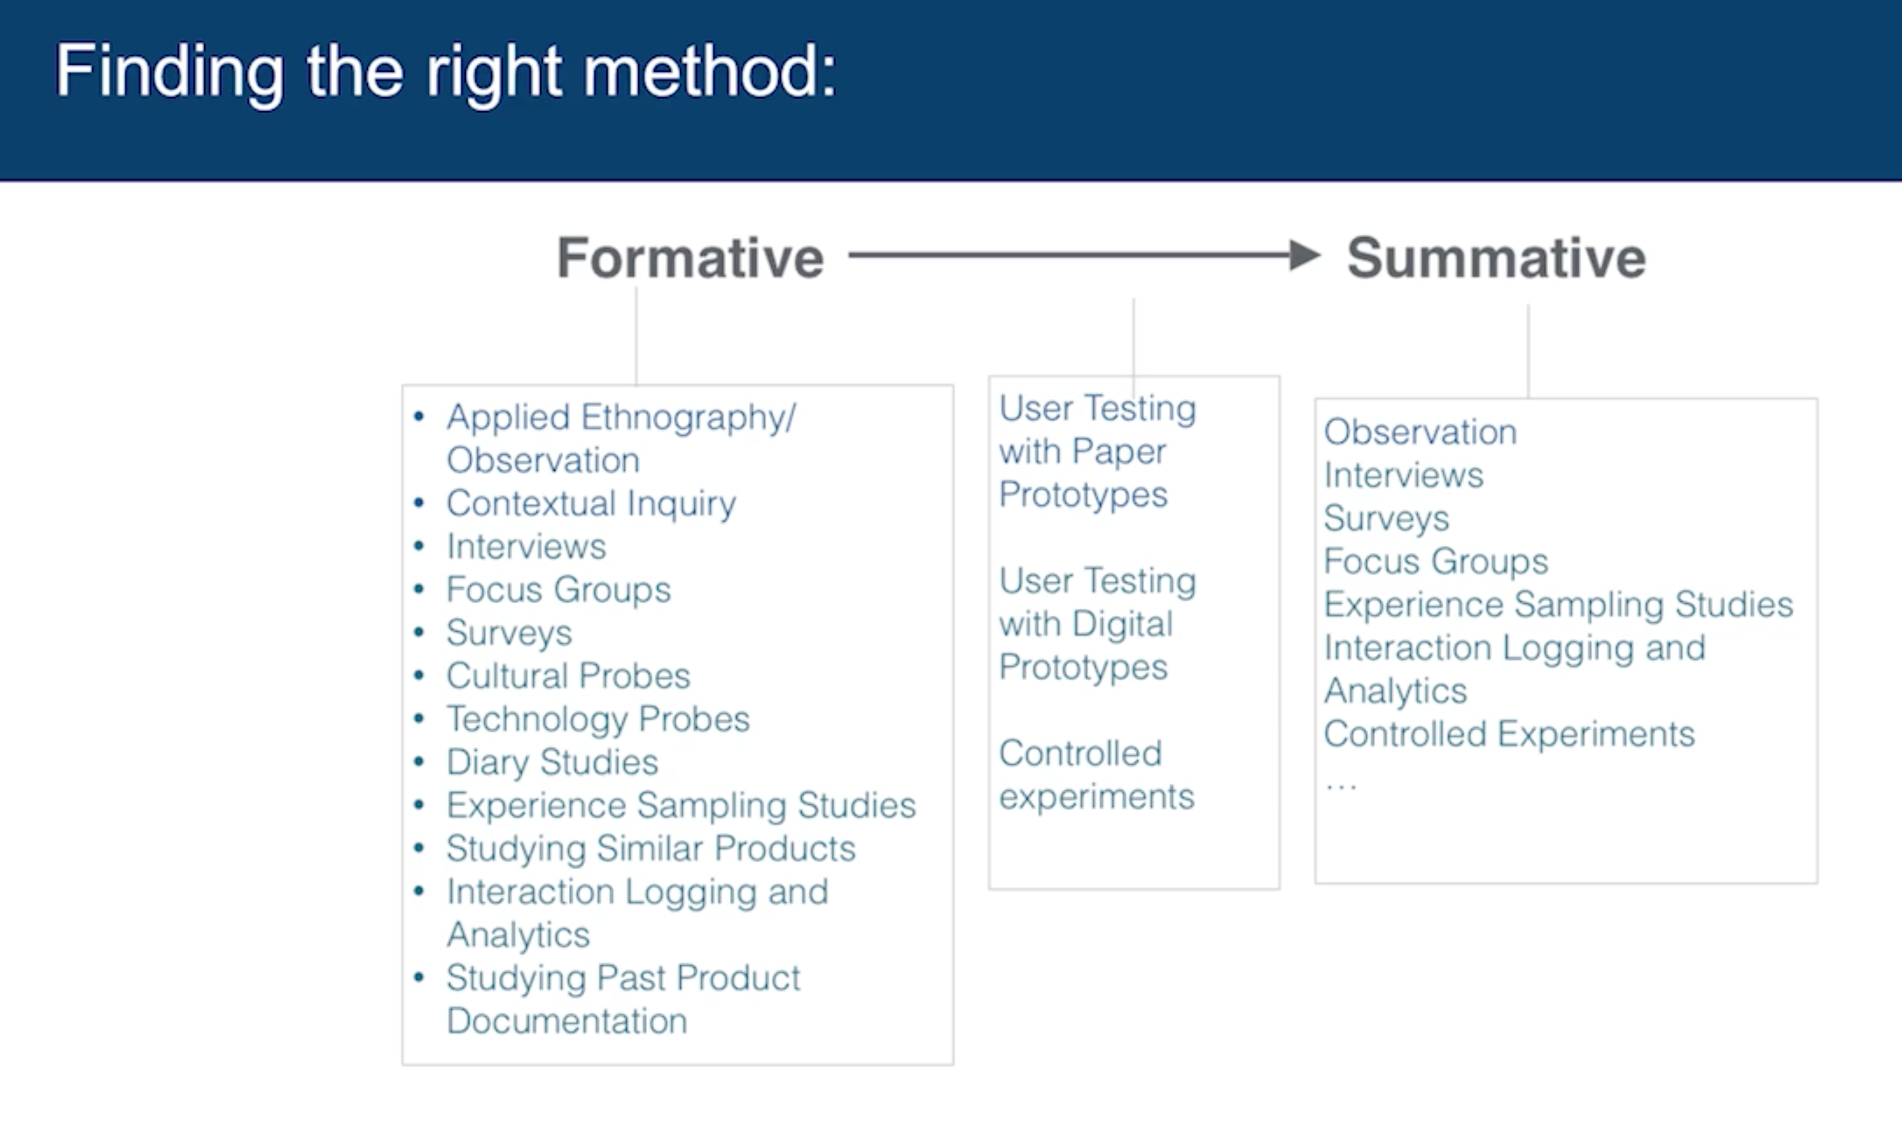 Finding the right method:
Formative
Summative
• Applied Ethnography/
Observation
• Contextual Inquiry
• Interviews
• Focus Groups
• Surveys
• Cultural Probes
• Technology Probes
• Diary Studies
• Experience Sampling Studies
• Studying Similar Products
• Interaction Logging and
Analytics
• Studying Past Product
Documentation
User Testing
with Paper
Prototypes
User Testing
with Digital
Prototypes
Controlled
experiments
Observation
Interviews
Surveys
Focus Groups
Experience Sampling Studies
Interaction Logging and
Analytics
Controlled Experiments
…